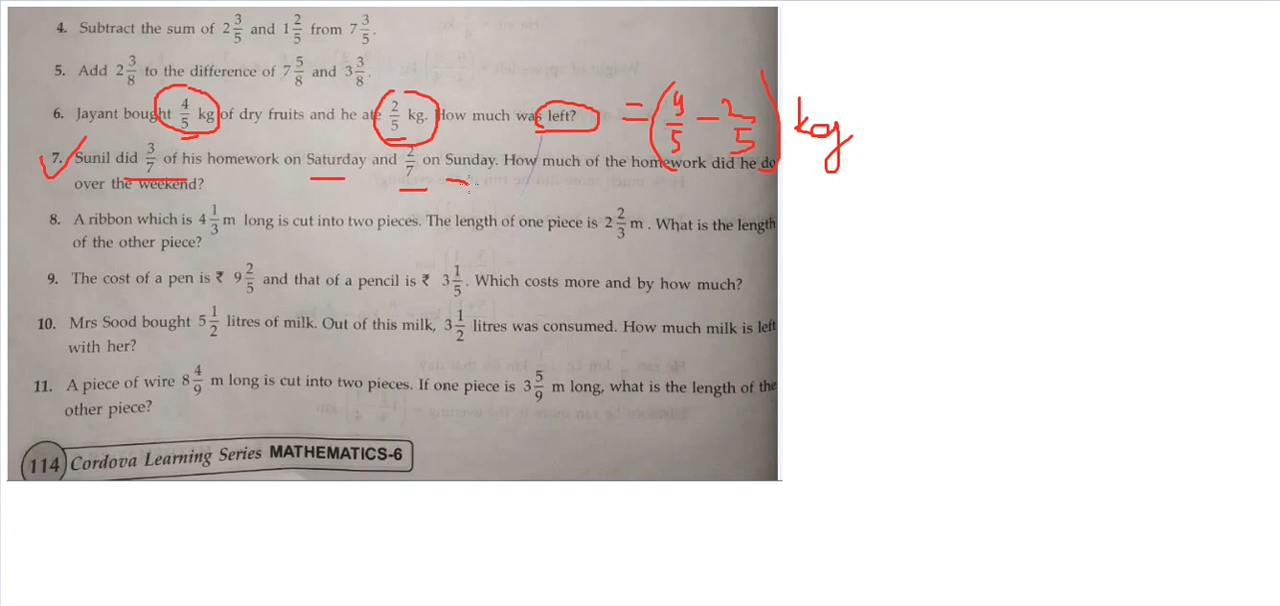 4. Subtract the sum of 2 3/5 and 1 2/5 from 7 3/5.
5. Add 2 3/8 to the difference of 7 5/8 and 3 3/8.
6. Jayant bought 4/5 kg of dry fruits and he ate 2/5 kg. How much was left? = (4/5 − 2/5) kg
7. Sunil did 3/7 of his homework on Saturday and 2/7 on Sunday. How much of the homework did he do
over the weekend?
8. A ribbon which is 4 1/3 m long is cut into two pieces. The length of one piece is 2 2/3 m. What is the length
of the other piece?
9. The cost of a pen is ₹ 9 2/5 and that of a pencil is ₹ 3 1/5. Which costs more and by how much?
10. Mrs Sood bought 5 1/2 litres of milk. Out of this milk, 3 1/2 litres was consumed. How much milk is left
with her?
11. A piece of wire 8 4/9 m long is cut into two pieces. If one piece is 3 5/9 m long, what is the length of the
other piece?
114 Cordova Learning Series MATHEMATICS-6